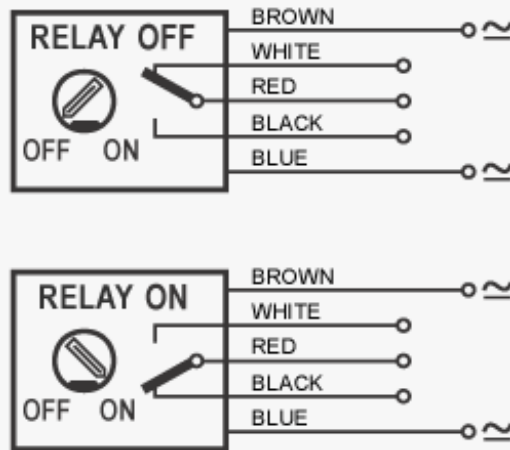 RELAY OFF
OFF ON
BROWN
WHITE
RED
BLACK
BLUE
RELAY ON
OFF ON
BROWN
WHITE
RED
BLACK
BLUE